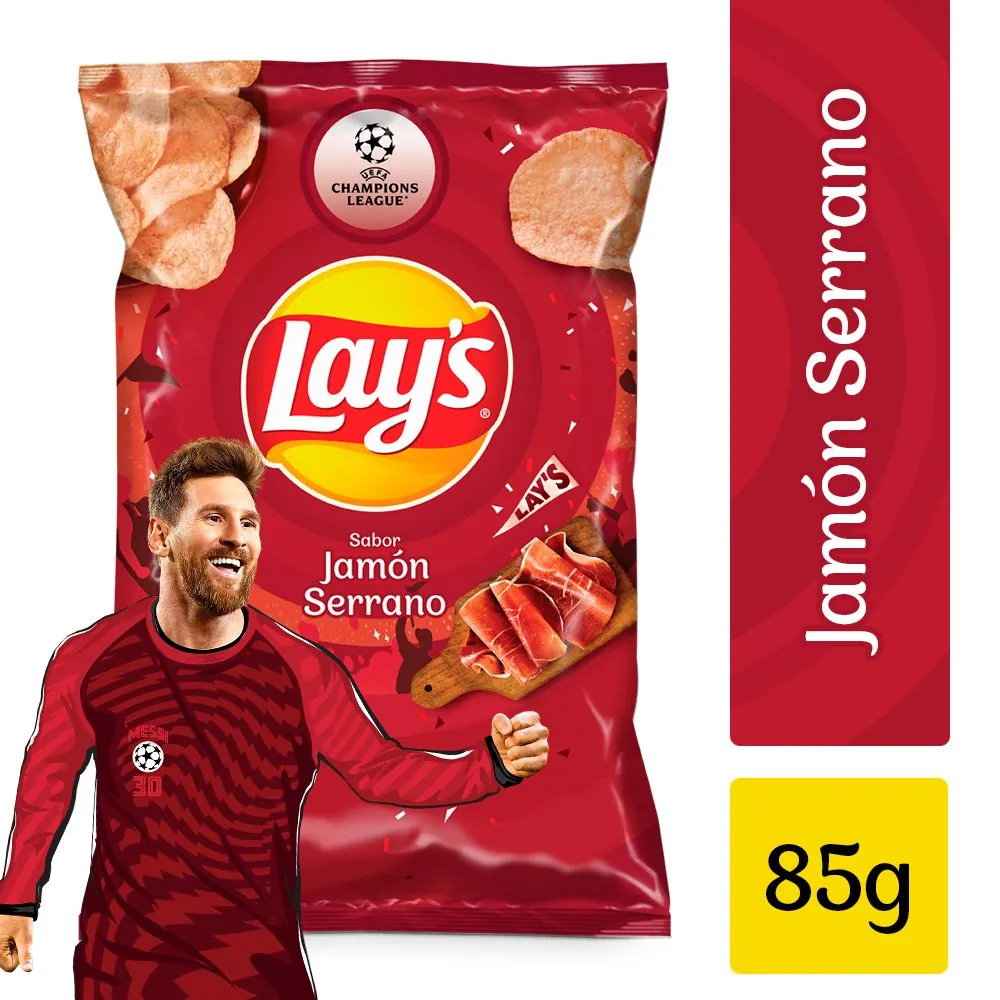 UEFA
CHAMPIONS
LEAGUE®
Lay's®
LAY'S
Sabor
Jamón
Serrano
MESSI
30
Jamón Serrano
85g